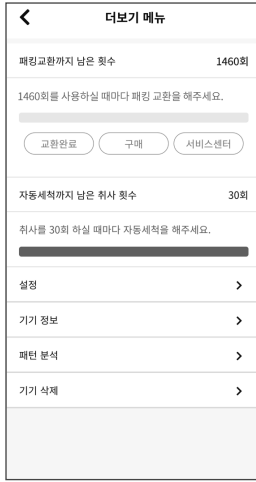 더보기 메뉴
패킹교환까지 남은 횟수 1460회
1460회를 사용하실 때마다 패킹 교환을 해주세요.
교환완료 구매 서비스센터
자동세척까지 남은 취사 횟수 30회
취사를 30회 하실 때마다 자동세척을 해주세요.
설정
기기 정보
패턴 분석
기기 삭제